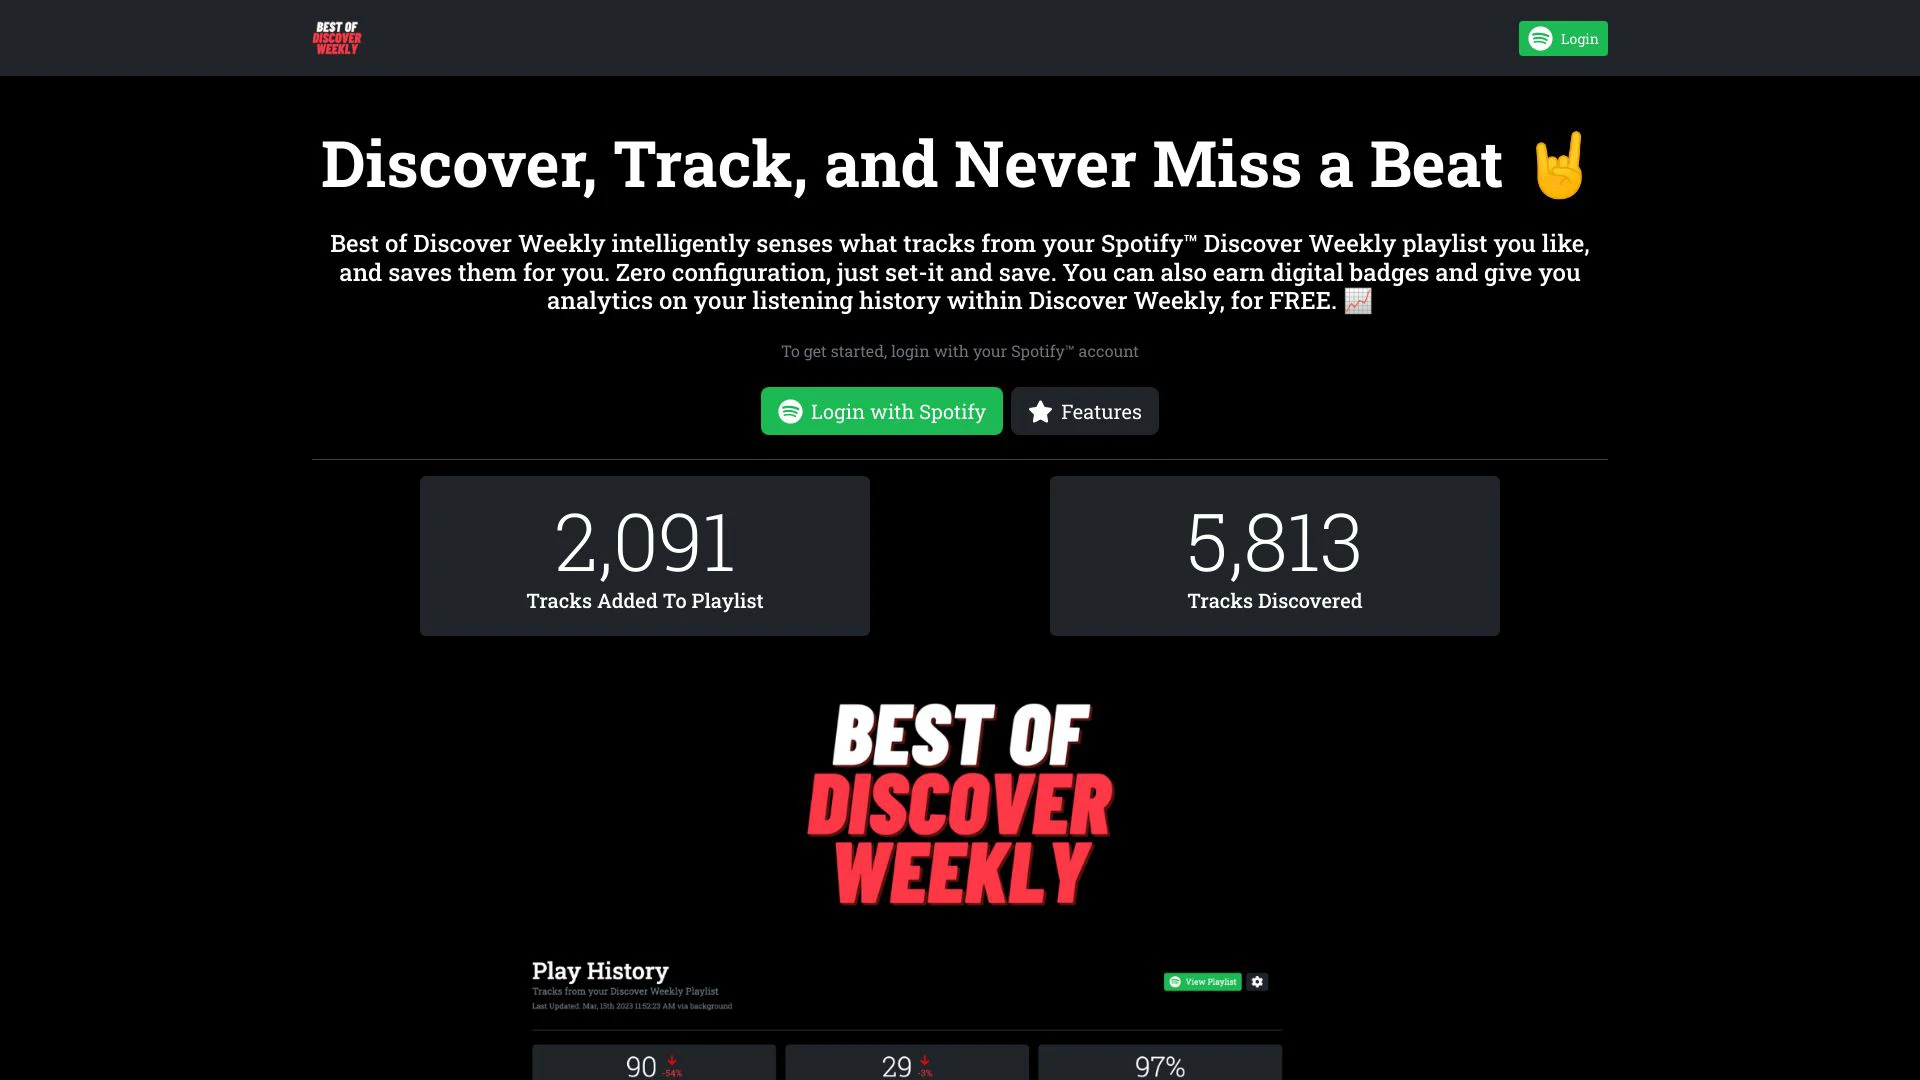 BEST OF
DISCOVER
WEEKLY
Login
Discover, Track, and Never Miss a Beat 🤘
Best of Discover Weekly intelligently senses what tracks from your Spotify™ Discover Weekly playlist you like,
and saves them for you. Zero configuration, just set-it and save. You can also earn digital badges and give you
analytics on your listening history within Discover Weekly, for FREE. 📈
To get started, login with your Spotify™ account
Login with Spotify
Features
2,091
Tracks Added To Playlist
5,813
Tracks Discovered
BEST OF
DISCOVER
WEEKLY
Play History
Tracks from your Discover Weekly Playlist
Last Updated: Mar, 15th 2023 11:52:23 AM via background
View Playlist
90 -54%
29 -3%
97%